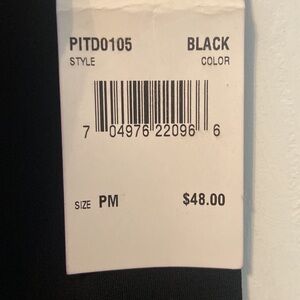 PITD0105 BLACK
STYLE COLOR
7 04976 22096 6
SIZE PM $48.00